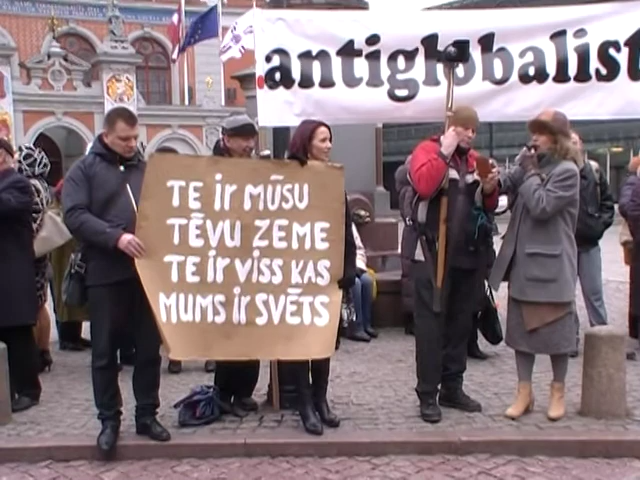 antiglobalist
TE iR MŪSU
TĒVU ZEME
TE iR ViSS KAS
MUMS iR SVĒTS